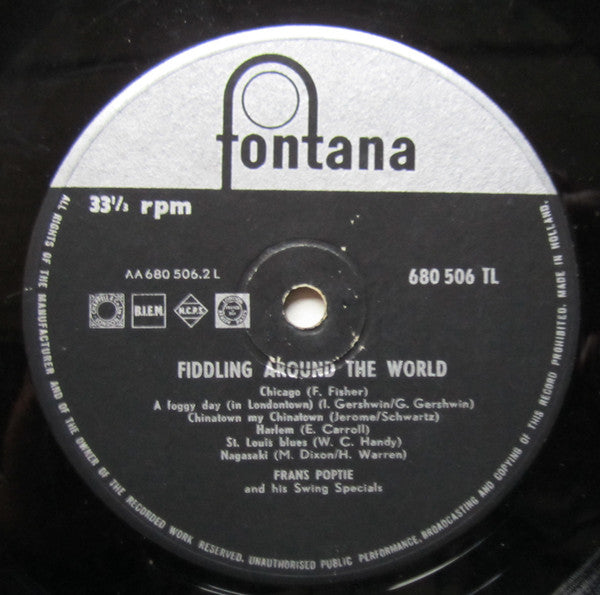 fontana
33 1/3 rpm
AA 680 506.2 L
680 506 TL
B.I.E.M.
M.C.P.S.
FIDDLING AROUND THE WORLD
Chicago (F. Fisher)
A foggy day (in Londontown) (I. Gershwin/G. Gershwin)
Chinatown my Chinatown (Jerome/Schwartz)
Harlem (E. Carroll)
St. Louis blues (W. C. Handy)
Nagasaki (M. Dixon/H. Warren)
FRANS POPTIE
and his Swing Specials
ALL RIGHTS OF THE MANUFACTURER AND OF THE OWNER OF THE RECORDED WORK RESERVED. UNAUTHORISED PUBLIC PERFORMANCE, BROADCASTING AND COPYING OF THIS RECORD PROHIBITED. MADE IN HOLLAND.